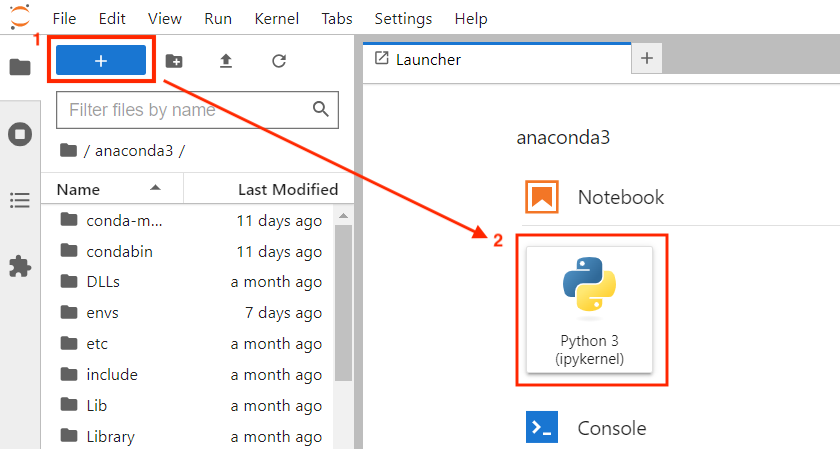 File Edit View Run Kernel Tabs Settings Help
1
+
Filter files by name
/ anaconda3 /
Name Last Modified
conda-m... 11 days ago
condabin 11 days ago
DLLs a month ago
envs 7 days ago
etc a month ago
include a month ago
Lib a month ago
Library a month ago
Launcher +
anaconda3
Notebook
2
Python 3
(ipykernel)
Console